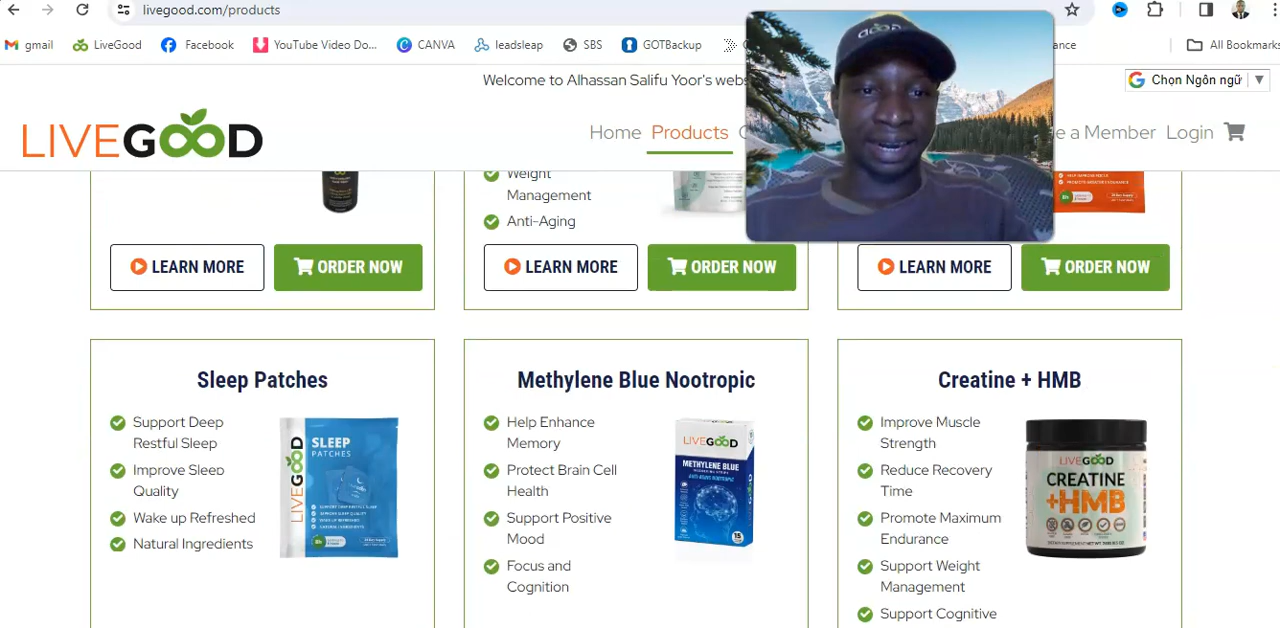 livegood.com/products
gmail LiveGood Facebook YouTube Video Do... CANVA leadsleap SBS GOTBackup All Bookmarks
Welcome to Alhassan Salifu Yoor's
Chọn Ngôn ngữ ▼
LIVEGOOD
Home Products
e a Member Login
Weight
Management
Anti-Aging
LEARN MORE ORDER NOW
LEARN MORE ORDER NOW
LEARN MORE ORDER NOW
Sleep Patches
Support Deep
Restful Sleep
Improve Sleep
Quality
Wake up Refreshed
Natural Ingredients
LIVEGOOD
SLEEP
PATCHES
Methylene Blue Nootropic
Help Enhance
Memory
Protect Brain Cell
Health
Support Positive
Mood
Focus and
Cognition
LIVEGOOD
METHYLENE BLUE
15
Creatine + HMB
Improve Muscle
Strength
Reduce Recovery
Time
Promote Maximum
Endurance
Support Weight
Management
Support Cognitive
LIVEGOOD
CREATINE
+HMB